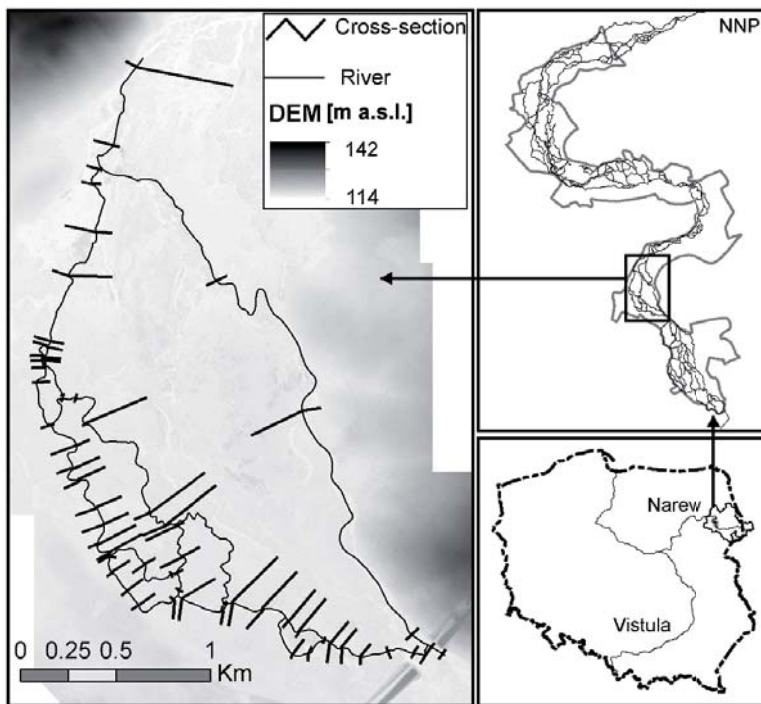 Cross-section
River
DEM [m a.s.l.]
142
114
0 0.25 0.5 1
Km
NNP
Narew
Vistula